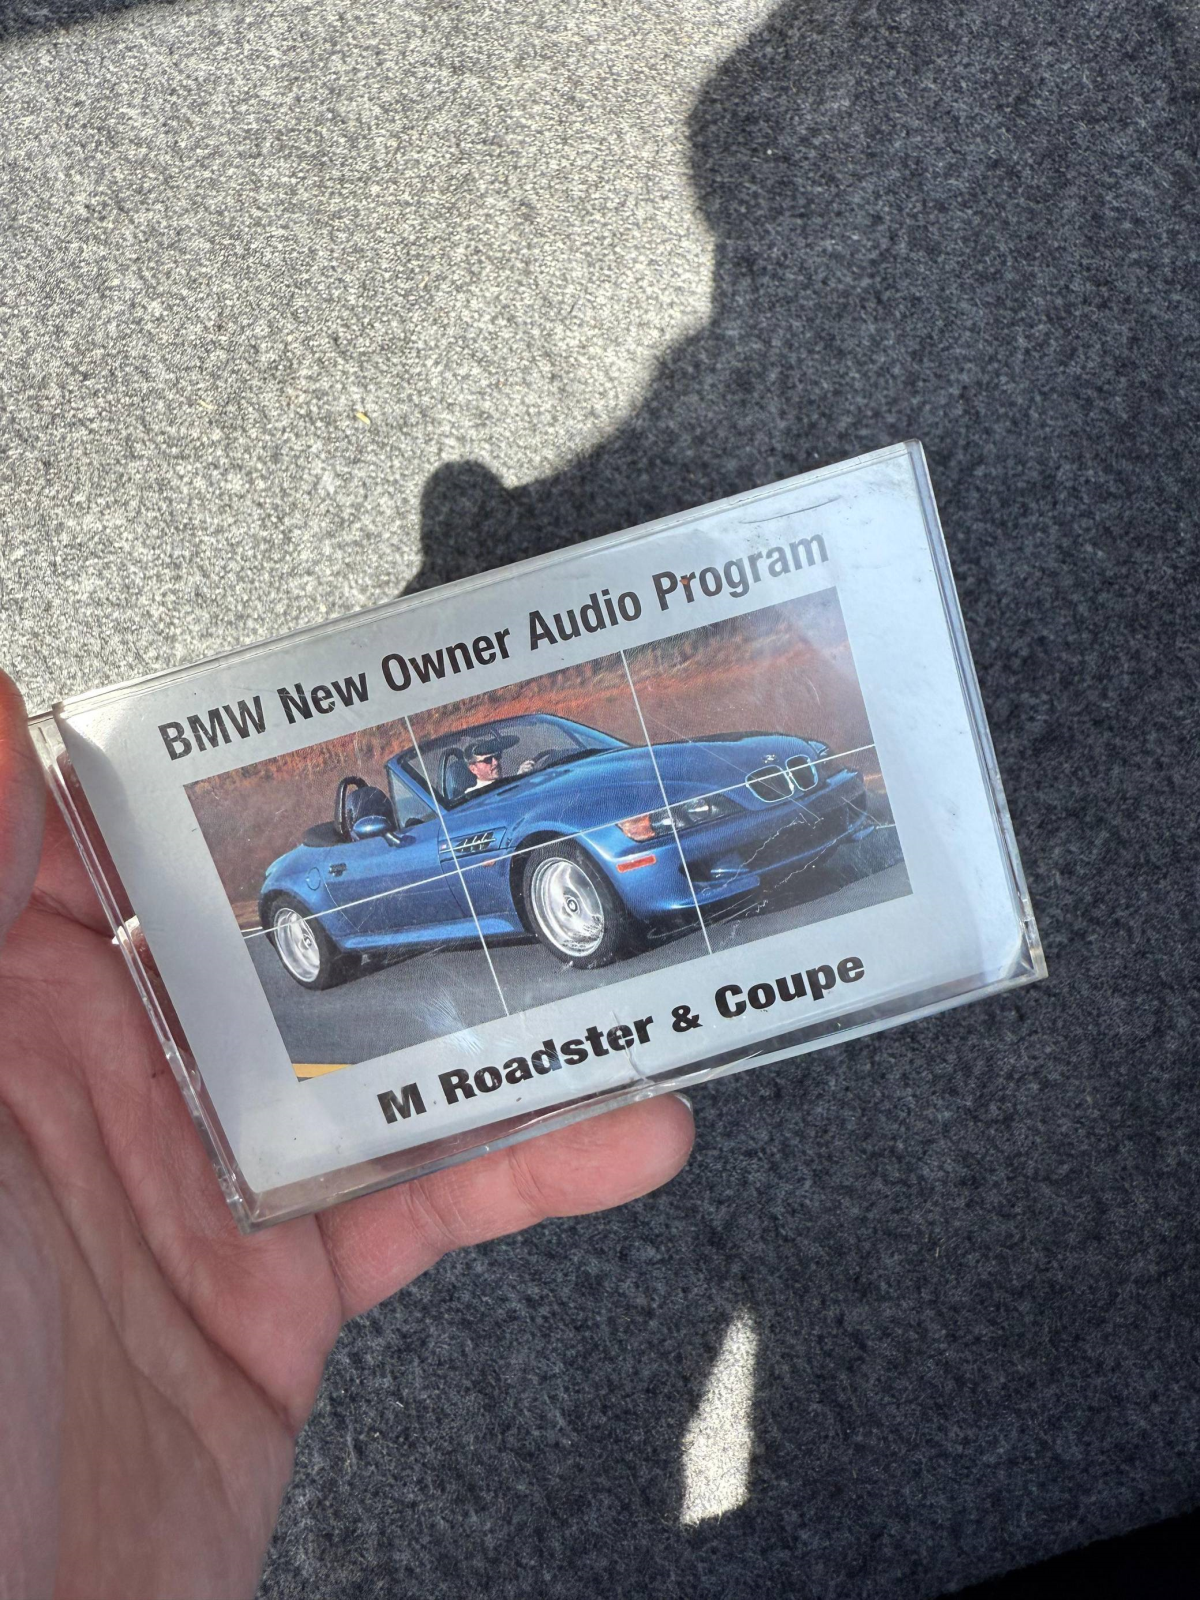 BMW New Owner Audio Program
M Roadster & Coupe